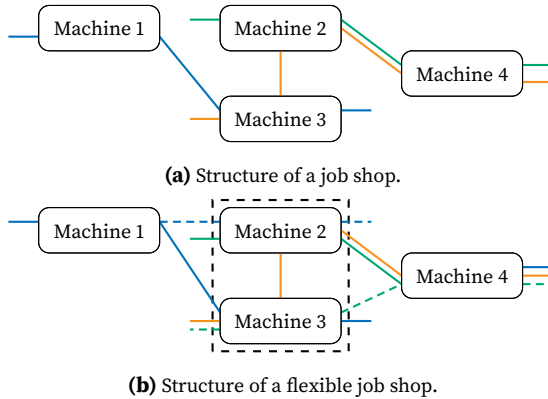 Machine 1
Machine 2
Machine 4
Machine 3
(a) Structure of a job shop.
Machine 1
Machine 2
Machine 4
Machine 3
(b) Structure of a flexible job shop.